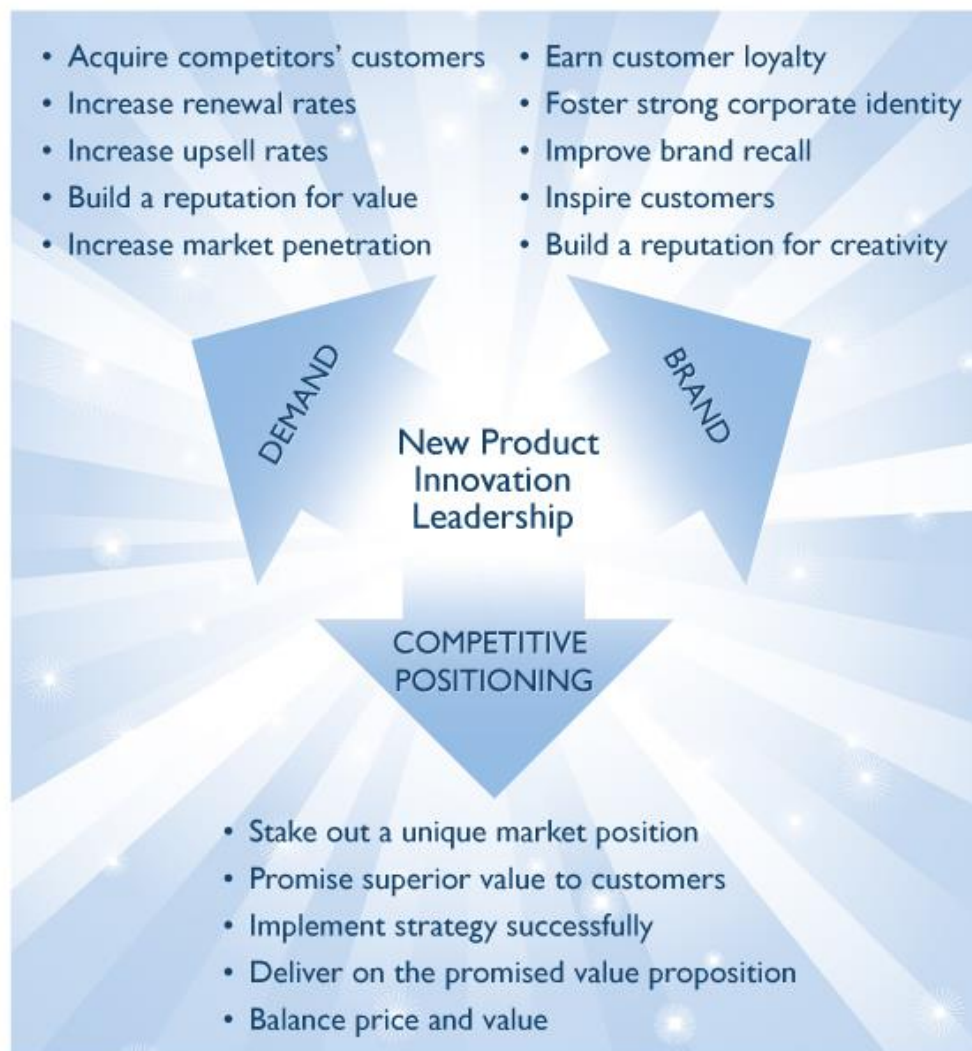 • Acquire competitors’ customers
• Increase renewal rates
• Increase upsell rates
• Build a reputation for value
• Increase market penetration
• Earn customer loyalty
• Foster strong corporate identity
• Improve brand recall
• Inspire customers
• Build a reputation for creativity
DEMAND
BRAND
New Product
Innovation
Leadership
COMPETITIVE
POSITIONING
• Stake out a unique market position
• Promise superior value to customers
• Implement strategy successfully
• Deliver on the promised value proposition
• Balance price and value